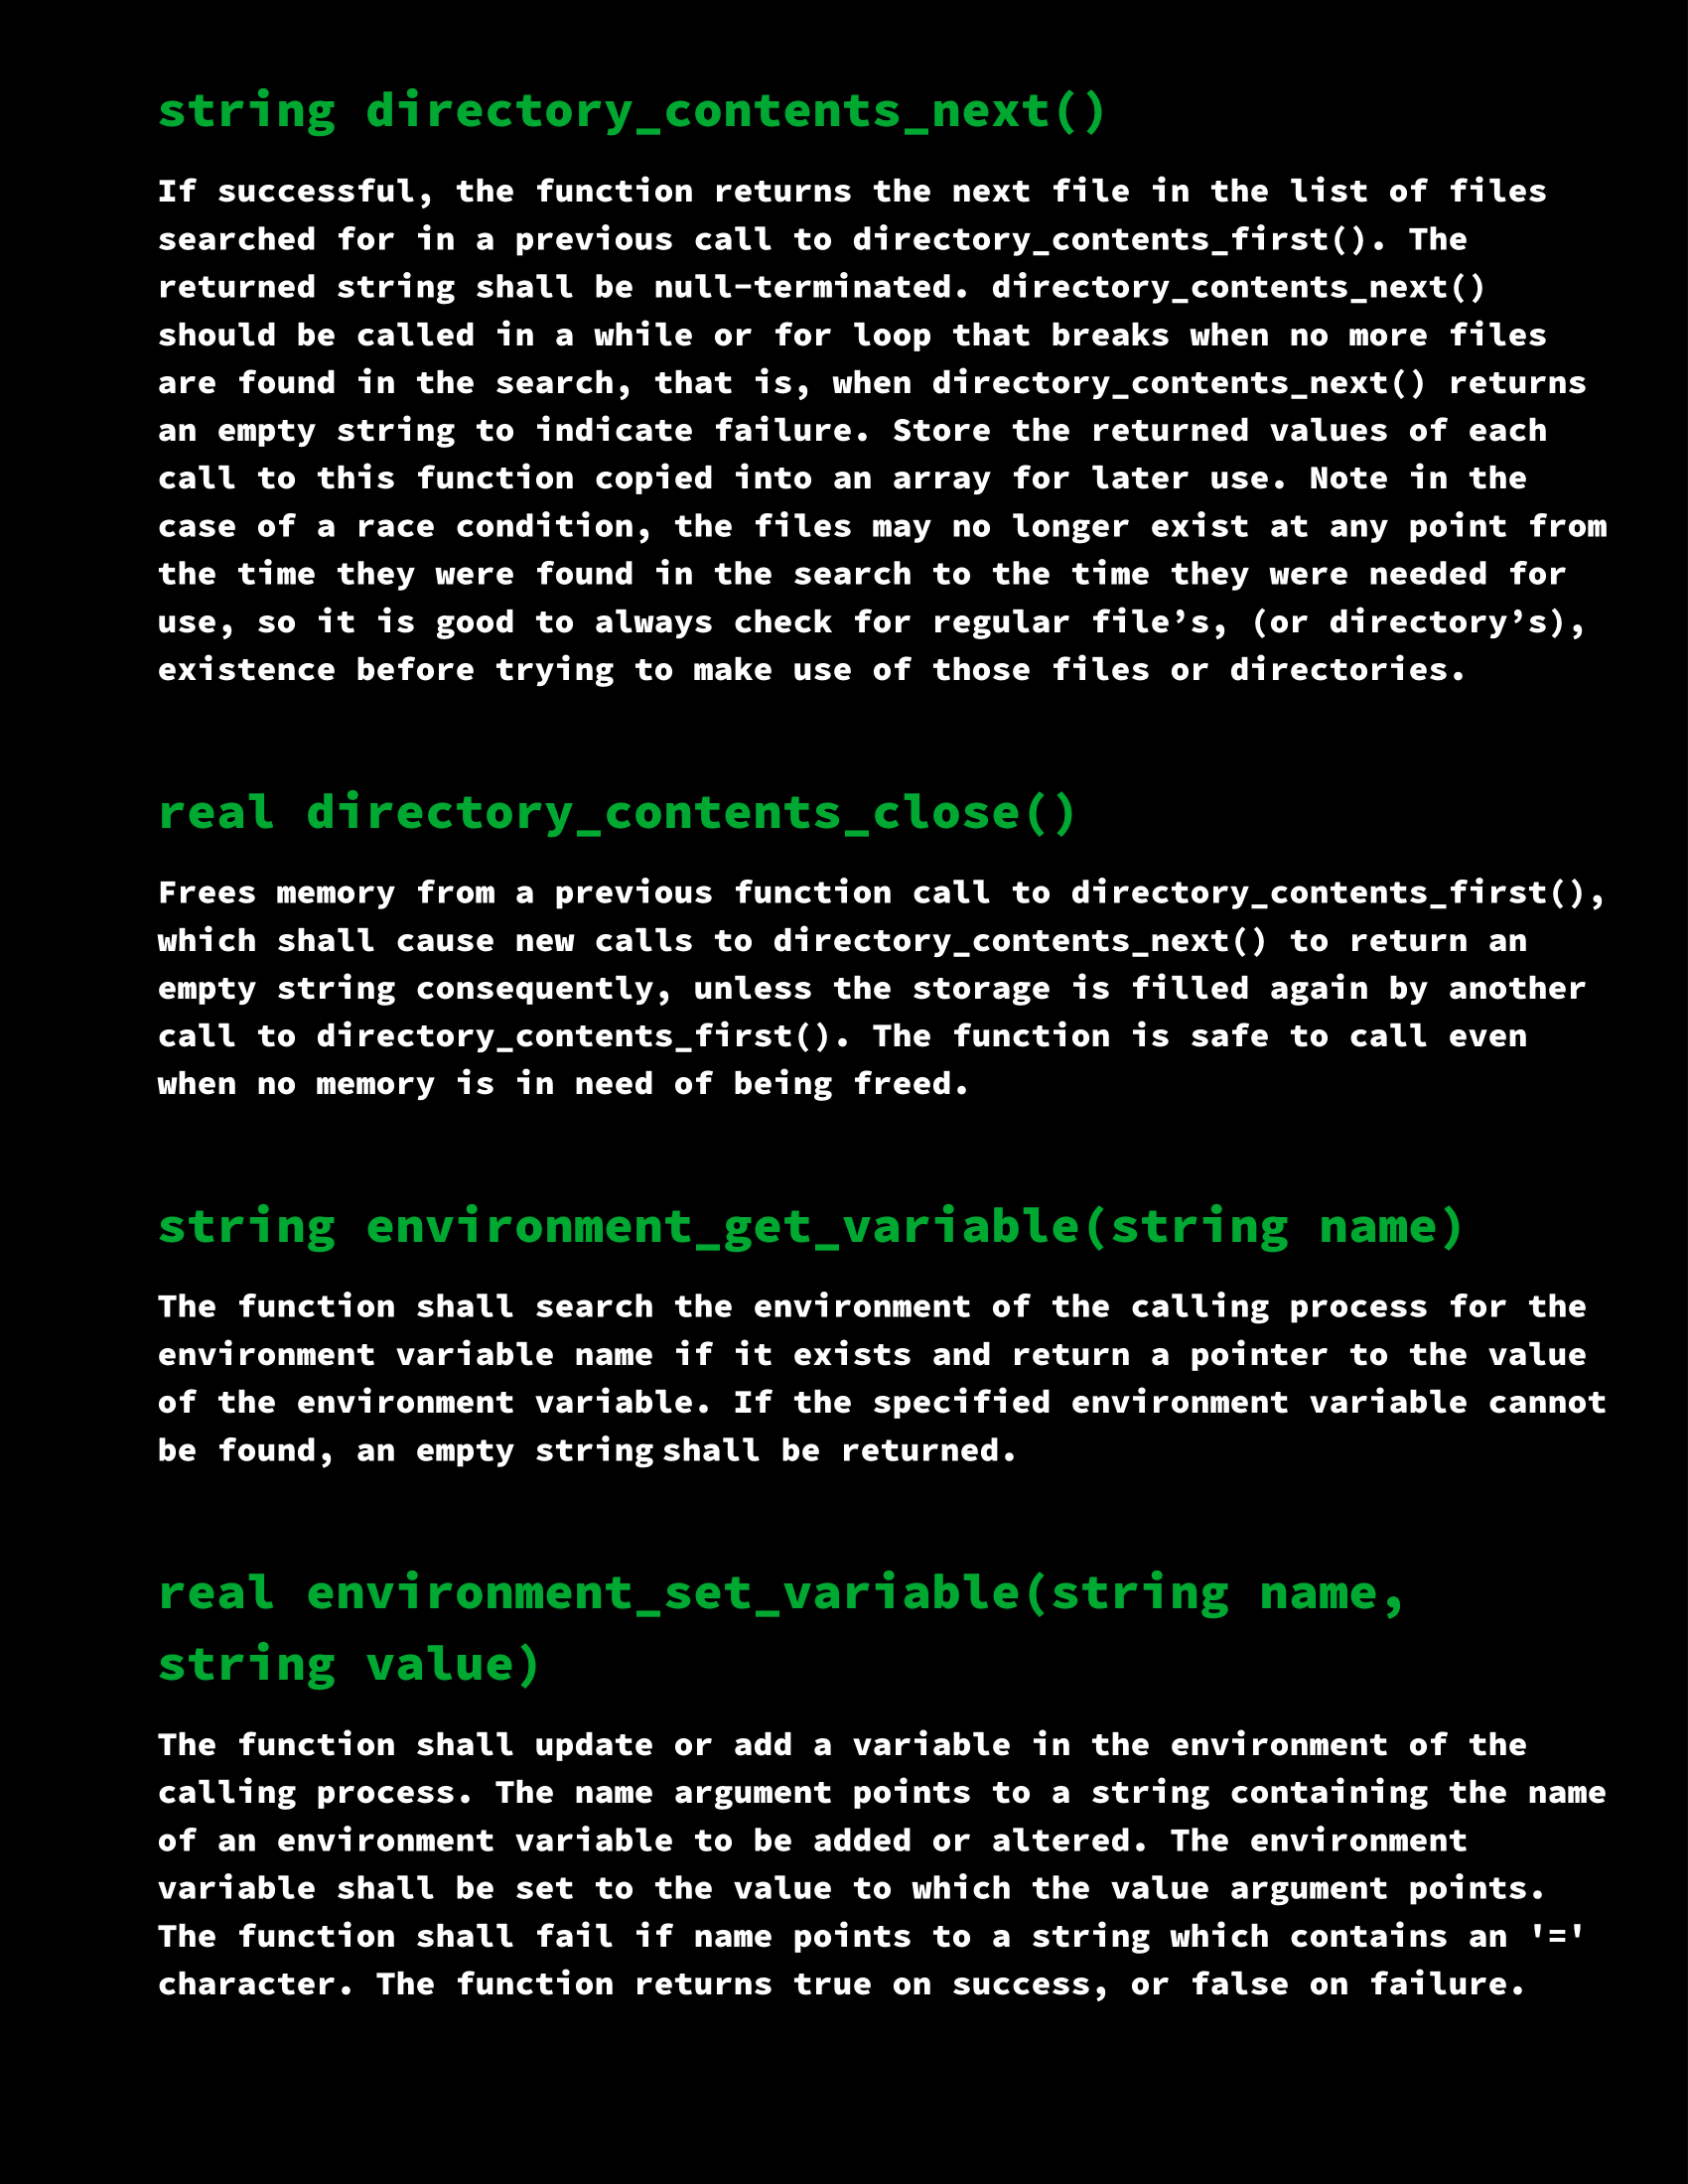 string directory_contents_next()
If successful, the function returns the next file in the list of files
searched for in a previous call to directory_contents_first(). The
returned string shall be null-terminated. directory_contents_next()
should be called in a while or for loop that breaks when no more files
are found in the search, that is, when directory_contents_next() returns
an empty string to indicate failure. Store the returned values of each
call to this function copied into an array for later use. Note in the
case of a race condition, the files may no longer exist at any point from
the time they were found in the search to the time they were needed for
use, so it is good to always check for regular file’s, (or directory’s),
existence before trying to make use of those files or directories.
real directory_contents_close()
Frees memory from a previous function call to directory_contents_first(),
which shall cause new calls to directory_contents_next() to return an
empty string consequently, unless the storage is filled again by another
call to directory_contents_first(). The function is safe to call even
when no memory is in need of being freed.
string environment_get_variable(string name)
The function shall search the environment of the calling process for the
environment variable name if it exists and return a pointer to the value
of the environment variable. If the specified environment variable cannot
be found, an empty string shall be returned.
real environment_set_variable(string name,
string value)
The function shall update or add a variable in the environment of the
calling process. The name argument points to a string containing the name
of an environment variable to be added or altered. The environment
variable shall be set to the value to which the value argument points.
The function shall fail if name points to a string which contains an '='
character. The function returns true on success, or false on failure.